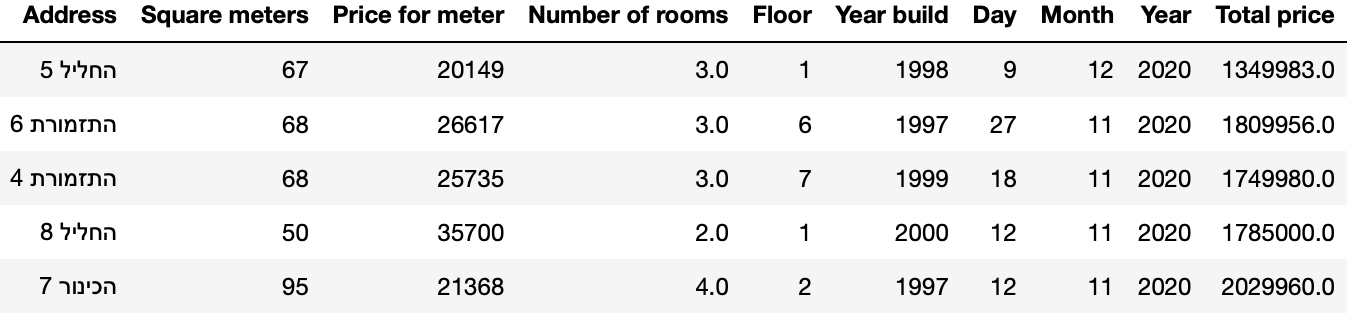 Address Square meters Price for meter Number of rooms Floor Year build Day Month Year Total price
החליל 5 67 20149 3.0 1 1998 9 12 2020 1349983.0
התזמורת 6 68 26617 3.0 6 1997 27 11 2020 1809956.0
התזמורת 4 68 25735 3.0 7 1999 18 11 2020 1749980.0
החליל 8 50 35700 2.0 1 2000 12 11 2020 1785000.0
הכינור 7 95 21368 4.0 2 1997 12 11 2020 2029960.0